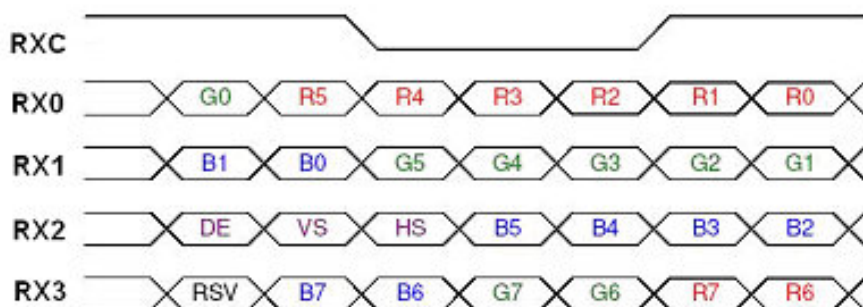 RXC
RX0 G0 R5 R4 R3 R2 R1 R0
RX1 B1 B0 G5 G4 G3 G2 G1
RX2 DE VS HS B5 B4 B3 B2
RX3 RSV B7 B6 G7 G6 R7 R6